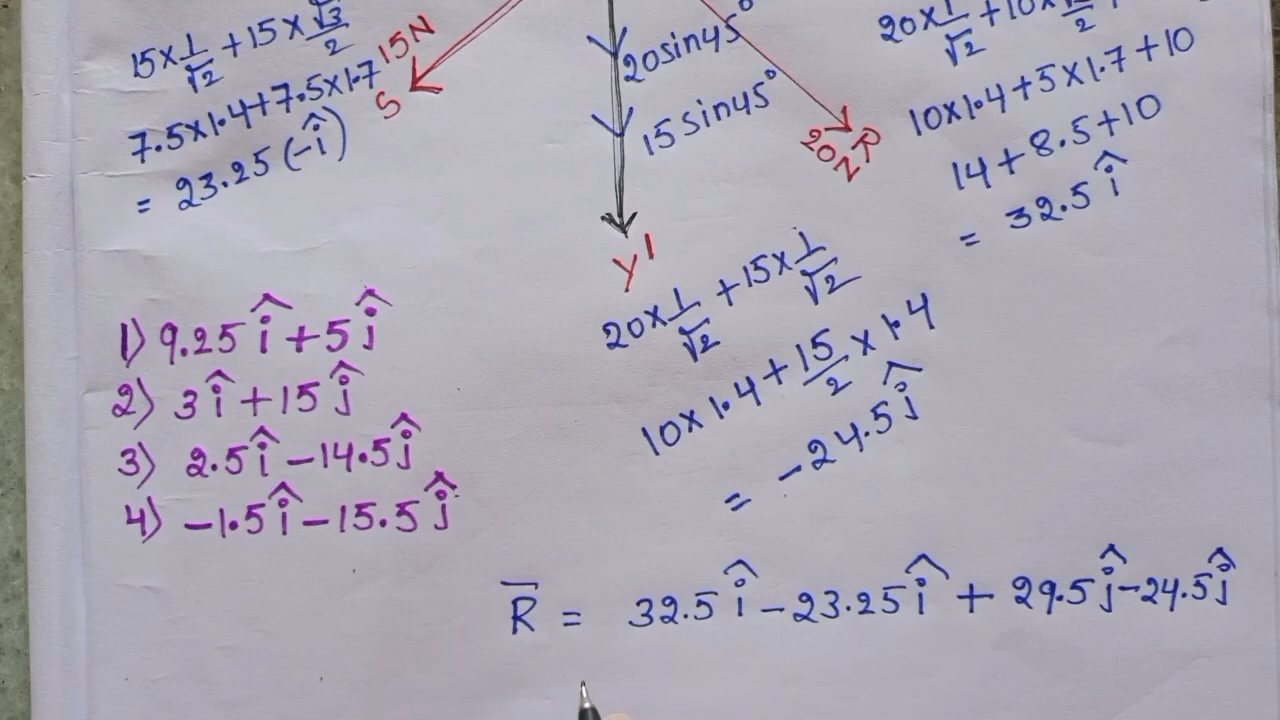 15×1/√2 + 15×√3/2
7.5×1.4+7.5×1.7
= 23.25 (-î)
15N
S
20sin45°
15sin45°
Y'
20N
R
20×1/√2 + 10×
10×1.4+5×1.7+10
14+8.5+10
= 32.5 î
20×1/√2 + 15×1/√2
10×1.4+15/2×1.4
= -24.5 ĵ
1) 9.25 î + 5 ĵ
2) 3 î + 15 ĵ
3) 2.5 î - 14.5 ĵ
4) -1.5 î - 15.5 ĵ
R̅ = 32.5 î - 23.25 î + 29.5 ĵ - 24.5 ĵ